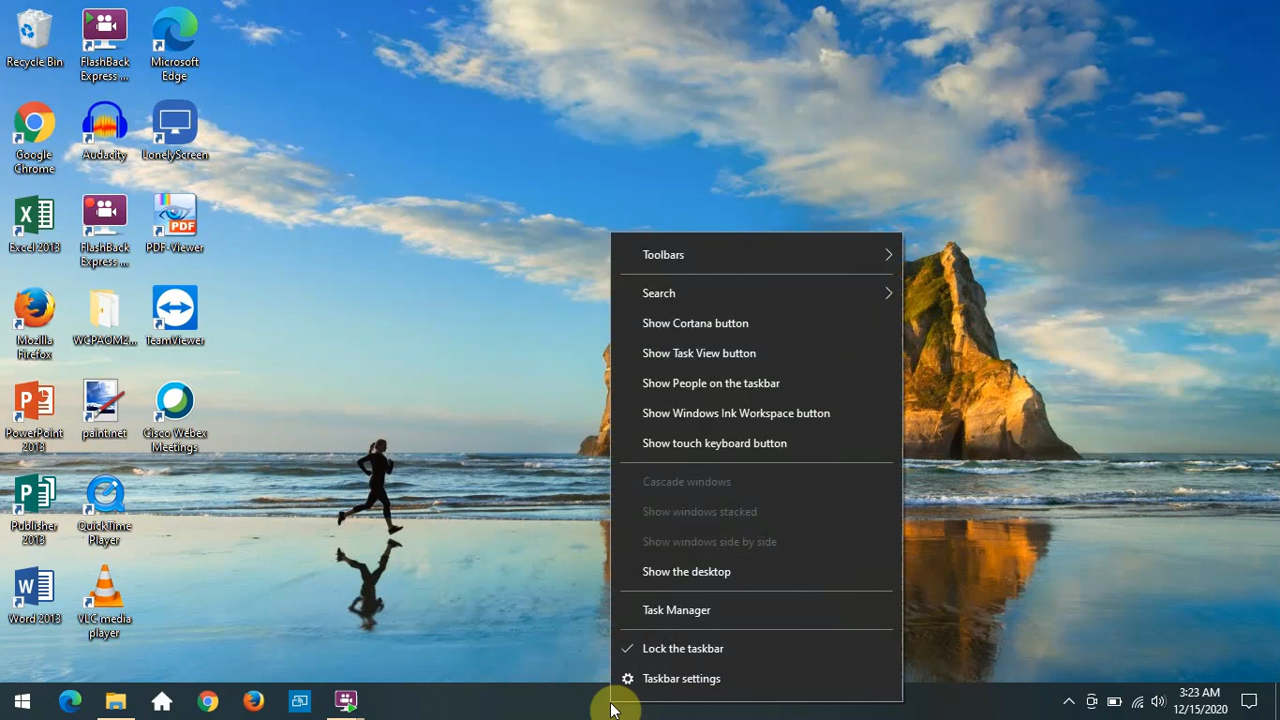 Recycle Bin
FlashBack
Express ...
Microsoft
Edge
Google
Chrome
Audacity
LonelyScreen
Excel 2013
FlashBack
Express ...
PDF
PDF-Viewer
Mozilla
Firefox
WGPAOM2...
TeamViewer
PowerPoint
2013
paint.net
Cisco Webex
Meetings
Publisher
2013
QuickTime
Player
Word 2013
VLC media
player
Toolbars
Search
Show Cortana button
Show Task View button
Show People on the taskbar
Show Windows Ink Workspace button
Show touch keyboard button
Cascade windows
Show windows stacked
Show windows side by side
Show the desktop
Task Manager
Lock the taskbar
Taskbar settings
3:23 AM
12/15/2020